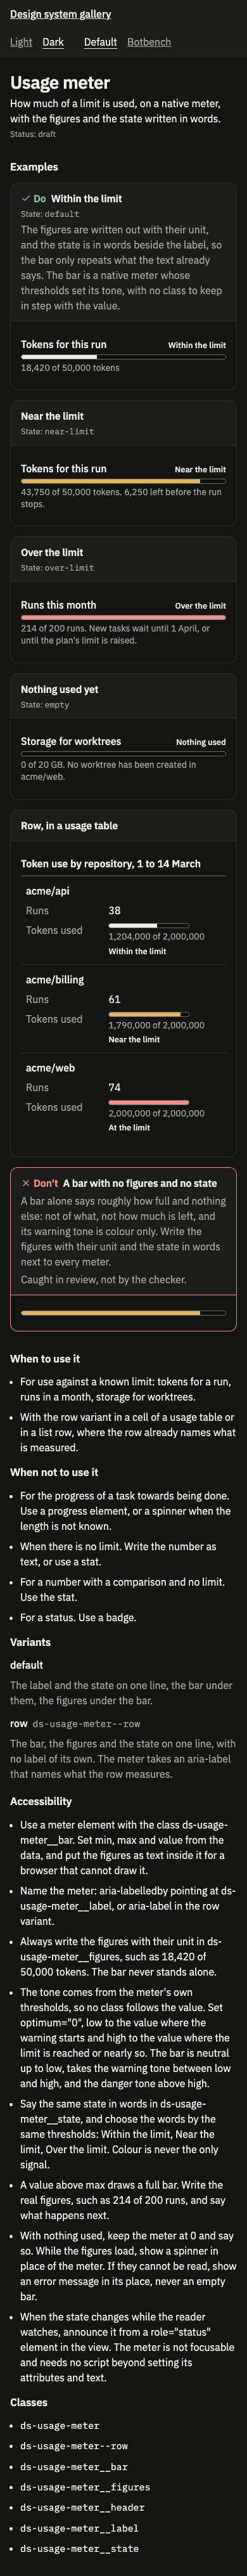 Design system gallery
Light Dark Default Botbench
Usage meter
How much of a limit is used, on a native meter,
with the figures and the state written in words.
Status: draft
Examples
Do Within the limit
State: default
The figures are written out with their unit,
and the state is in words beside the label, so
the bar only repeats what the text already
says. The bar is a native meter whose
thresholds set its tone, with no class to keep
in step with the value.
Tokens for this run Within the limit
18,420 of 50,000 tokens
Near the limit
State: near-limit
Tokens for this run Near the limit
43,750 of 50,000 tokens. 6,250 left before the run
stops.
Over the limit
State: over-limit
Runs this month Over the limit
214 of 200 runs. New tasks wait until 1 April, or
until the plan's limit is raised.
Nothing used yet
State: empty
Storage for worktrees Nothing used
0 of 20 GB. No worktree has been created in
acme/web.
Row, in a usage table
Token use by repository, 1 to 14 March
acme/api
Runs 38
Tokens used
1,204,000 of 2,000,000
Within the limit
acme/billing
Runs 61
Tokens used
1,790,000 of 2,000,000
Near the limit
acme/web
Runs 74
Tokens used
2,000,000 of 2,000,000
At the limit
Don't A bar with no figures and no state
A bar alone says roughly how full and nothing
else: not of what, not how much is left, and
its warning tone is colour only. Write the
figures with their unit and the state in words
next to every meter.
Caught in review, not by the checker.
When to use it
• For use against a known limit: tokens for a run,
runs in a month, storage for worktrees.
• With the row variant in a cell of a usage table or
in a list row, where the row already names what
is measured.
When not to use it
• For the progress of a task towards being done.
Use a progress element, or a spinner when the
length is not known.
• When there is no limit. Write the number as
text, or use a stat.
• For a number with a comparison and no limit.
Use the stat.
• For a status. Use a badge.
Variants
default
The label and the state on one line, the bar under
them, the figures under the bar.
row ds-usage-meter--row
The bar, the figures and the state on one line, with
no label of its own. The meter takes an aria-label
that names what the row measures.
Accessibility
• Use a meter element with the class ds-usage-
meter__bar. Set min, max and value from the
data, and put the figures as text inside it for a
browser that cannot draw it.
• Name the meter: aria-labelledby pointing at ds-
usage-meter__label, or aria-label in the row
variant.
• Always write the figures with their unit in ds-
usage-meter__figures, such as 18,420 of
50,000 tokens. The bar never stands alone.
• The tone comes from the meter's own
thresholds, so no class follows the value. Set
optimum="0", low to the value where the
warning starts and high to the value where the
limit is reached or nearly so. The bar is neutral
up to low, takes the warning tone between low
and high, and the danger tone above high.
• Say the same state in words in ds-usage-
meter__state, and choose the words by the
same thresholds: Within the limit, Near the
limit, Over the limit. Colour is never the only
signal.
• A value above max draws a full bar. Write the
real figures, such as 214 of 200 runs, and say
what happens next.
• With nothing used, keep the meter at 0 and say
so. While the figures load, show a spinner in
place of the meter. If they cannot be read, show
an error message in its place, never an empty
bar.
• When the state changes while the reader
watches, announce it from a role="status"
element in the view. The meter is not focusable
and needs no script beyond setting its
attributes and text.
Classes
• ds-usage-meter
• ds-usage-meter--row
• ds-usage-meter__bar
• ds-usage-meter__figures
• ds-usage-meter__header
• ds-usage-meter__label
• ds-usage-meter__state